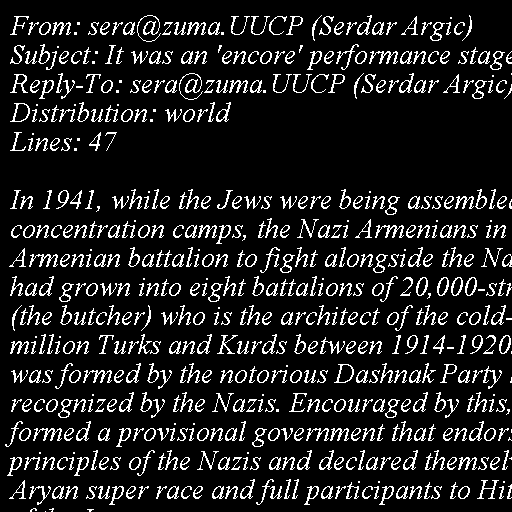 From: sera@zuma.UUCP (Serdar Argic)
Subject: It was an 'encore' performance stage
Reply-To: sera@zuma.UUCP (Serdar Argic)
Distribution: world
Lines: 47

In 1941, while the Jews were being assembled
concentration camps, the Nazi Armenians in
Armenian battalion to fight alongside the Na
had grown into eight battalions of 20,000-str
(the butcher) who is the architect of the cold-
million Turks and Kurds between 1914-1920.
was formed by the notorious Dashnak Party
recognized by the Nazis. Encouraged by this,
formed a provisional government that endors
principles of the Nazis and declared themsel
Aryan super race and full participants to Hit